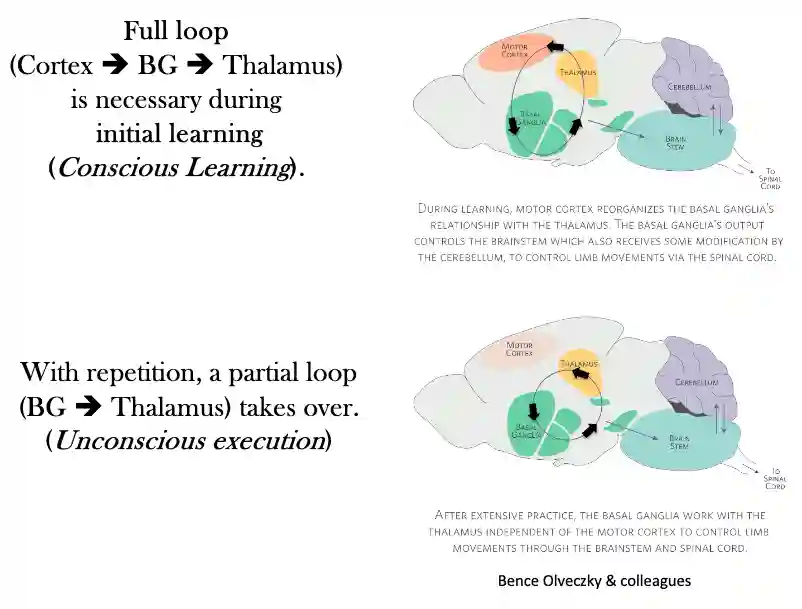 Full loop
(Cortex ➔ BG ➔ Thalamus)
is necessary during
initial learning
(Conscious Learning).
MOTOR
CORTEX
THALAMUS
BASAL
GANGLIA
CEREBELLUM
BRAIN
STEM
TO
SPINAL
CORD
DURING LEARNING, MOTOR CORTEX REORGANIZES THE BASAL GANGLIA'S
RELATIONSHIP WITH THE THALAMUS. THE BASAL GANGLIA'S OUTPUT
CONTROLS THE BRAINSTEM WHICH ALSO RECEIVES SOME MODIFICATION BY
THE CEREBELLUM, TO CONTROL LIMB MOVEMENTS VIA THE SPINAL CORD.
With repetition, a partial loop
(BG ➔ Thalamus) takes over.
(Unconscious execution)
MOTOR
CORTEX
THALAMUS
BASAL
GANGLIA
CEREBELLUM
BRAIN
STEM
TO
SPINAL
CORD
AFTER EXTENSIVE PRACTICE, THE BASAL GANGLIA WORK WITH THE
THALAMUS INDEPENDENT OF THE MOTOR CORTEX TO CONTROL LIMB
MOVEMENTS THROUGH THE BRAINSTEM AND SPINAL CORD.
Bence Olveczky & colleagues